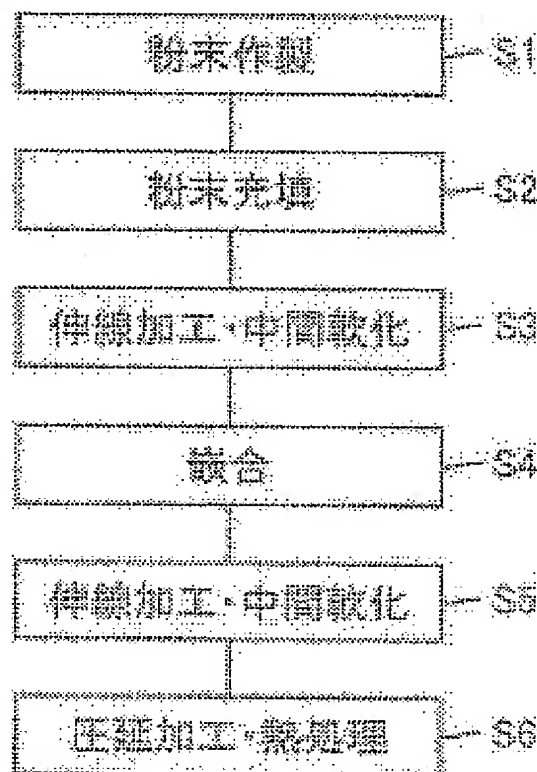 粉末作製 S1
粉末充填 S2
伸線加工・中間軟化 S3
嵌合 S4
伸線加工・中間軟化 S5
圧延加工・熱処理 S6